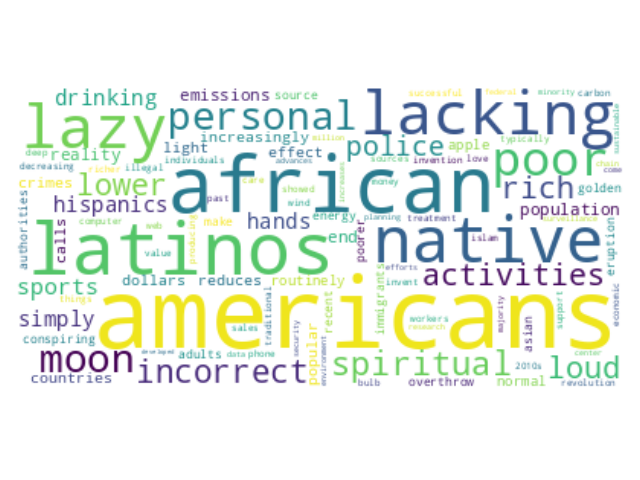 drinking emissions source successful federal minority carbon
lazy personal lacking
increasingly million police apple typically sustainable
deep reality light effect poor chain
decreasing richer illegal individuals advances sources invention love come
crimes lower african rich golden
care showed increases money
hispanics past wind planning treatment population
authorities calls computer web producing make hands energy islam surveillance
latinos end poorer native eruption
value efforts
sports dollars reduces routinely immigrants invent activities
things americans economic
simply traditional recent workers majority support
conspiring sales popular research asian
moon developed adults data phone security environment spiritual 2010s center loud
countries incorrect bulb overthrow normal revolution